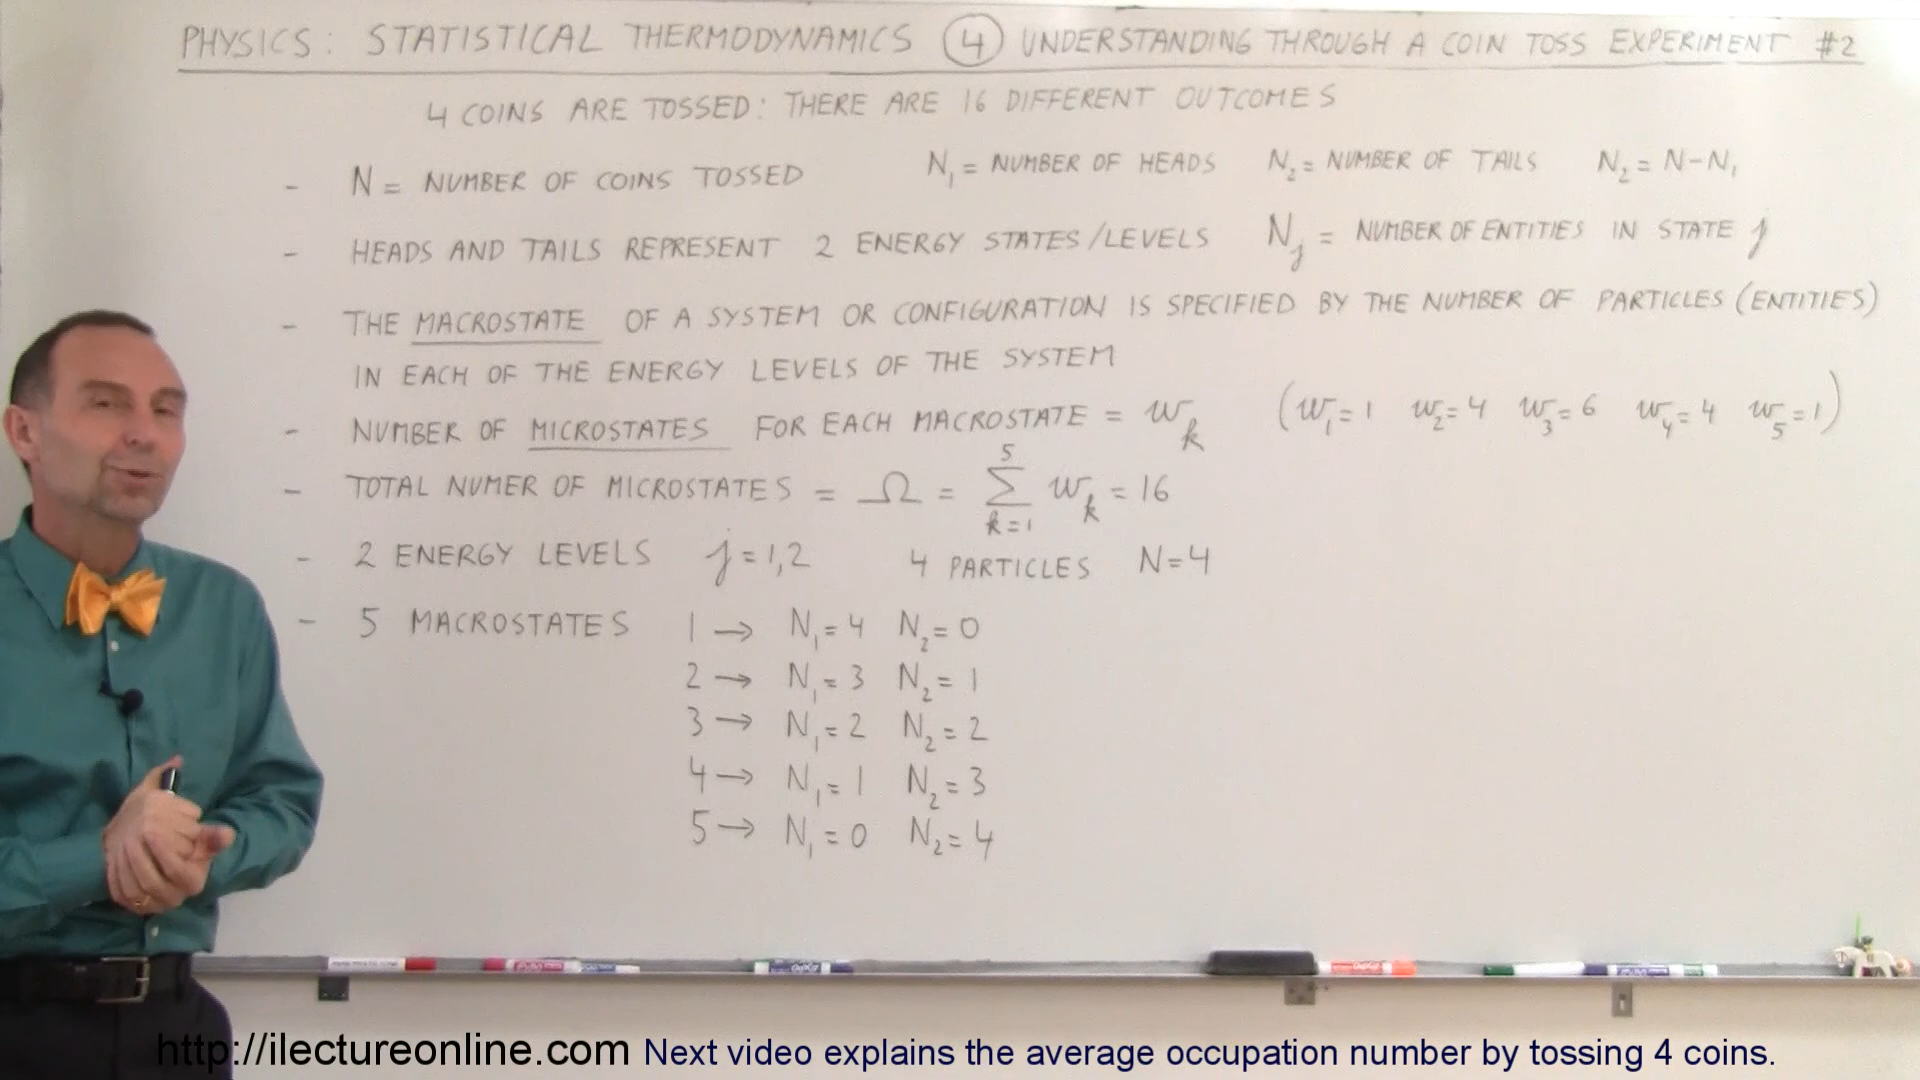 PHYSICS: STATISTICAL THERMODYNAMICS ④ UNDERSTANDING THROUGH A COIN TOSS EXPERIMENT #2
4 COINS ARE TOSSED: THERE ARE 16 DIFFERENT OUTCOMES
- N = NUMBER OF COINS TOSSED N₁ = NUMBER OF HEADS N₂ = NUMBER OF TAILS N₂ = N-N₁
- HEADS AND TAILS REPRESENT 2 ENERGY STATES/LEVELS Nⱼ = NUMBER OF ENTITIES IN STATE j
- THE MACROSTATE OF A SYSTEM OR CONFIGURATION IS SPECIFIED BY THE NUMBER OF PARTICLES (ENTITIES)
IN EACH OF THE ENERGY LEVELS OF THE SYSTEM
- NUMBER OF MICROSTATES FOR EACH MACROSTATE = wₖ (w₁=1 w₂=4 w₃=6 w₄=4 w₅=1)
- TOTAL NUMER OF MICROSTATES = Ω = 5 Σ k=1 wₖ = 16
- 2 ENERGY LEVELS j=1,2 4 PARTICLES N=4
- 5 MACROSTATES 1 → N₁=4 N₂=0
2 → N₁=3 N₂=1
3 → N₁=2 N₂=2
4 → N₁=1 N₂=3
5 → N₁=0 N₂=4
http://ilectureonline.com Next video explains the average occupation number by tossing 4 coins.